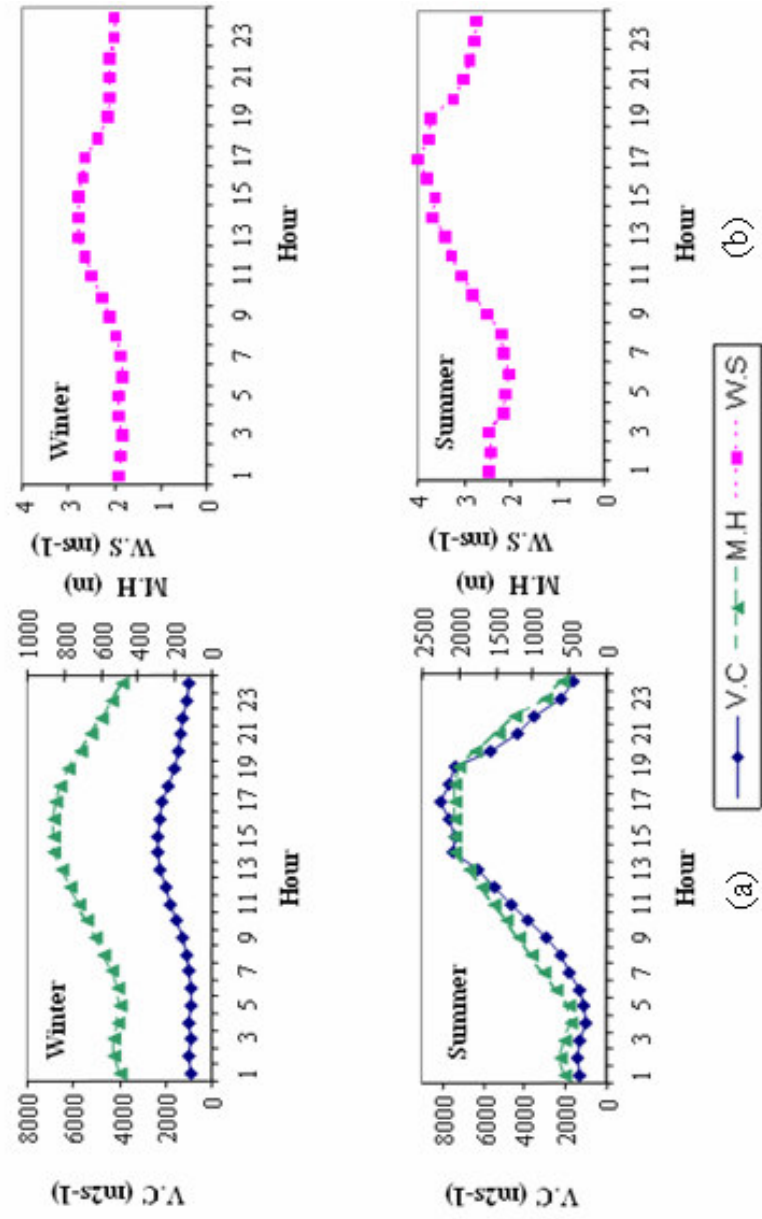 V.C (m2s-1)
8000
6000
4000
2000
0
Winter
1000
800
600
400
200
0
M.H (m)
1 3 5 7 9 11 13 15 17 19 21 23
Hour
W.S (ms-1)
4
3
2
1
0
Winter
1 3 5 7 9 11 13 15 17 19 21 23
Hour
V.C (m2s-1)
8000
6000
4000
2000
0
Summer
2500
2000
1500
1000
500
0
M.H (m)
1 3 5 7 9 11 13 15 17 19 21 23
Hour
W.S (ms-1)
4
3
2
1
0
Summer
1 3 5 7 9 11 13 15 17 19 21 23
Hour
(a)
V.C M.H W.S
(b)